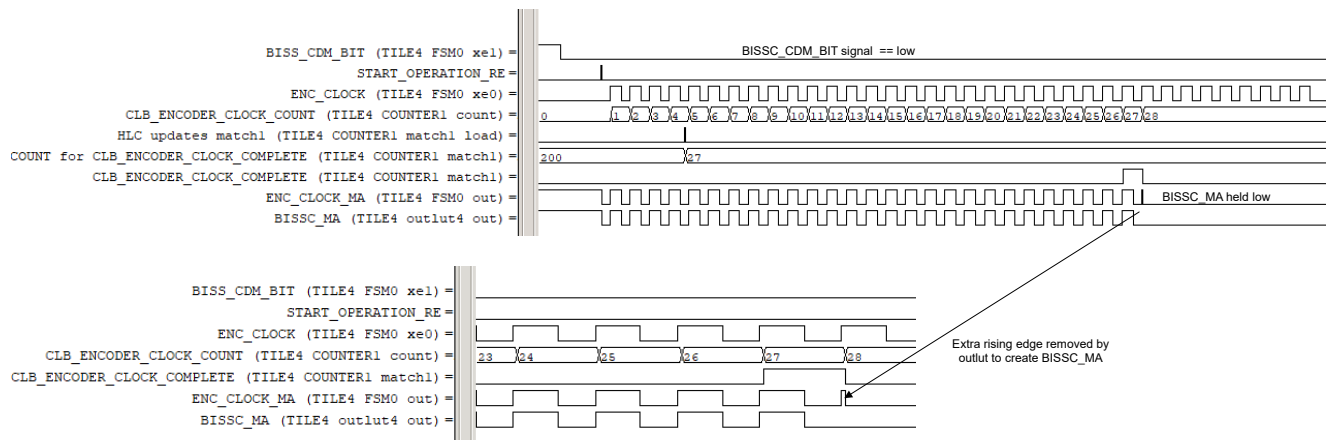 BISS_CDM_BIT (TILE4 FSM0 xe1) = BISSC_CDM_BIT signal == low
START_OPERATION_RE =
ENC_CLOCK (TILE4 FSM0 xe0) =
CLB_ENCODER_CLOCK_COUNT (TILE4 COUNTER1 count) = 0 1 2 3 4 5 6 7 8 9 10 11 12 13 14 15 16 17 18 19 20 21 22 23 24 25 26 27 28
HLC updates match1 (TILE4 COUNTER1 match1 load) =
COUNT for CLB_ENCODER_CLOCK_COMPLETE (TILE4 COUNTER1 match1) = 200 27
CLB_ENCODER_CLOCK_COMPLETE (TILE4 COUNTER1 match1) =
ENC_CLOCK_MA (TILE4 FSM0 out) = BISSC_MA held low
BISSC_MA (TILE4 outlut4 out) =
BISS_CDM_BIT (TILE4 FSM0 xe1) =
START_OPERATION_RE =
ENC_CLOCK (TILE4 FSM0 xe0) =
CLB_ENCODER_CLOCK_COUNT (TILE4 COUNTER1 count) = 23 24 25 26 27 28
CLB_ENCODER_CLOCK_COMPLETE (TILE4 COUNTER1 match1) =
ENC_CLOCK_MA (TILE4 FSM0 out) =
BISSC_MA (TILE4 outlut4 out) =
Extra rising edge removed by
outlut to create BISSC_MA